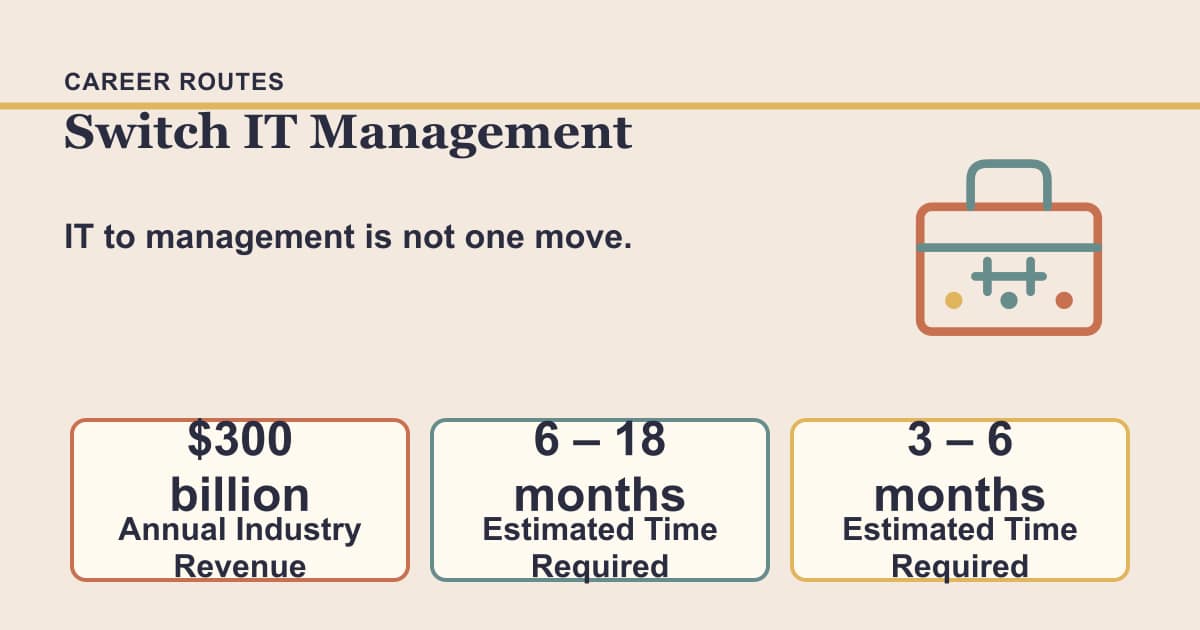 CAREER ROUTES
Switch IT Management
IT to management is not one move.
$300
billion
Annual Industry
Revenue
6 – 18
months
Estimated Time
Required
3 – 6
months
Estimated Time
Required